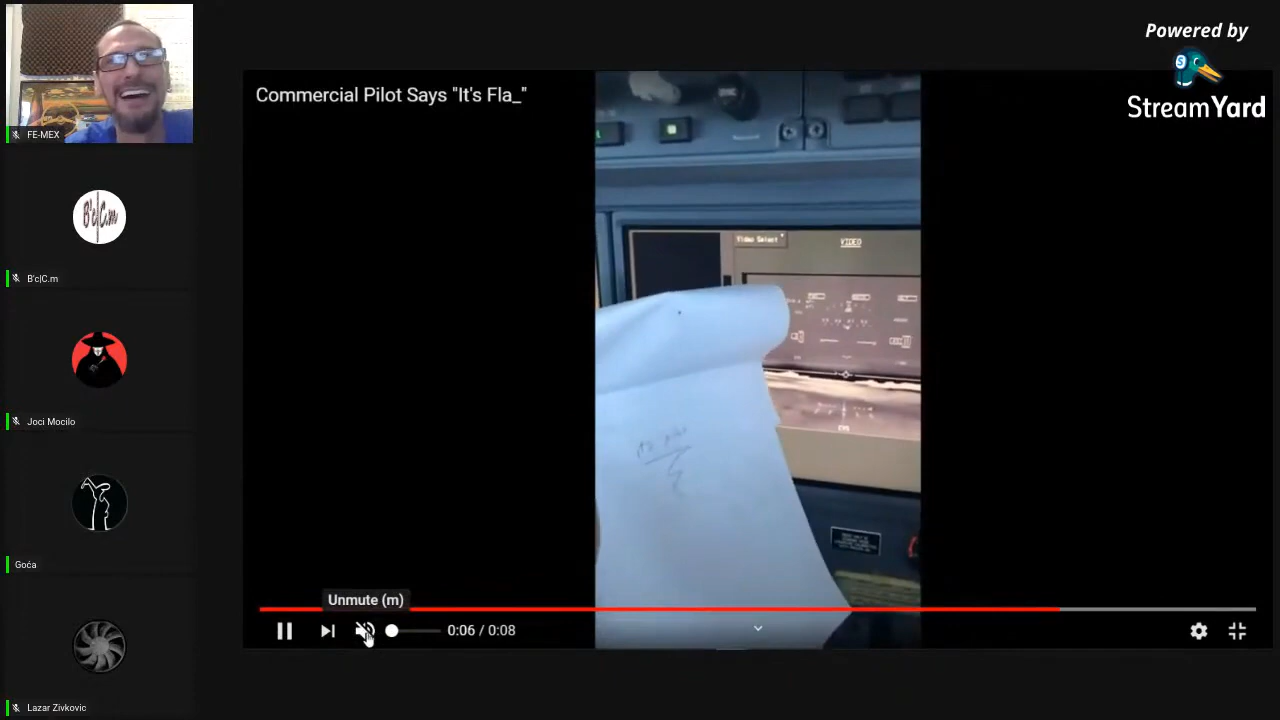 Powered by
StreamYard
Commercial Pilot Says "It's Fla_"
FE-MEX
B'c|C.m
B'c|C.m
Joci Mocilo
Goća
Lazar Zivkovic
Video Select
VIDEO
Unmute (m)
0:06 / 0:08